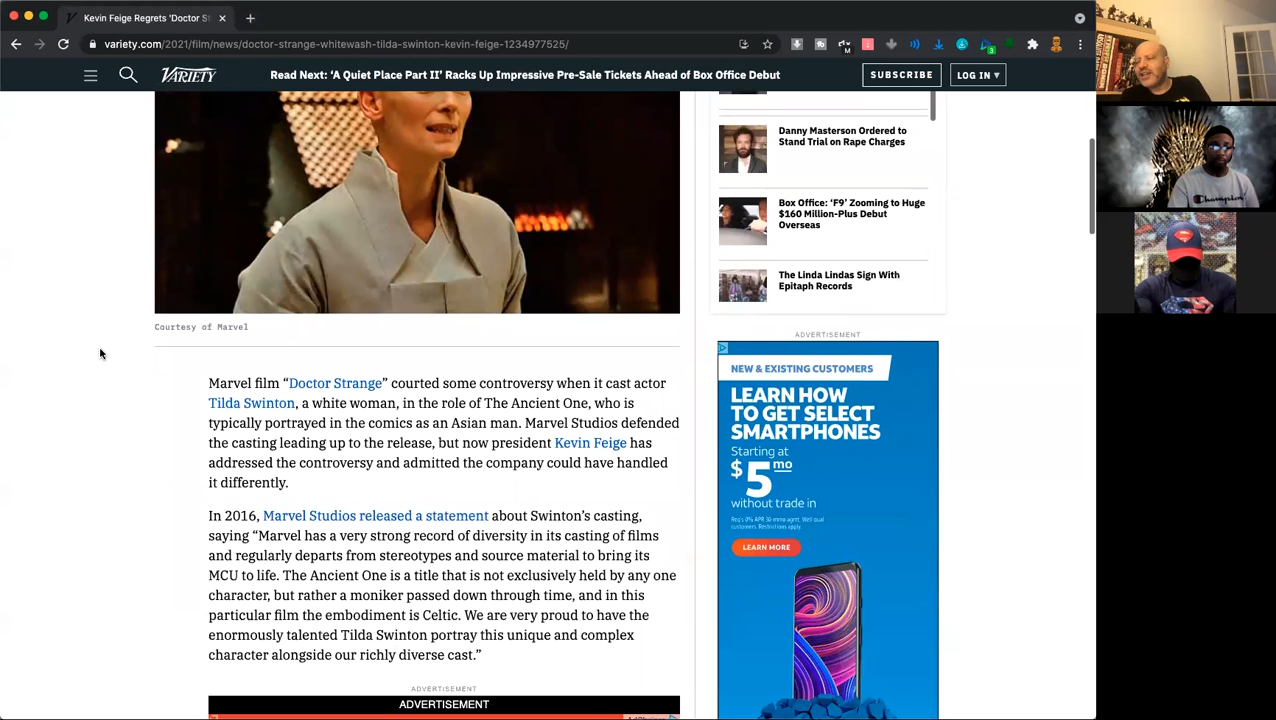 Kevin Feige Regrets 'Doctor St
variety.com/2021/film/news/doctor-strange-whitewash-tilda-swinton-kevin-feige-1234977525/
VARIETY
Read Next: ‘A Quiet Place Part II’ Racks Up Impressive Pre-Sale Tickets Ahead of Box Office Debut
SUBSCRIBE
LOG IN ▾
Courtesy of Marvel
Marvel film “Doctor Strange” courted some controversy when it cast actor
Tilda Swinton, a white woman, in the role of The Ancient One, who is
typically portrayed in the comics as an Asian man. Marvel Studios defended
the casting leading up to the release, but now president Kevin Feige has
addressed the controversy and admitted the company could have handled
it differently.
In 2016, Marvel Studios released a statement about Swinton’s casting,
saying “Marvel has a very strong record of diversity in its casting of films
and regularly departs from stereotypes and source material to bring its
MCU to life. The Ancient One is a title that is not exclusively held by any one
character, but rather a moniker passed down through time, and in this
particular film the embodiment is Celtic. We are very proud to have the
enormously talented Tilda Swinton portray this unique and complex
character alongside our richly diverse cast.”
ADVERTISEMENT
ADVERTISEMENT
Danny Masterson Ordered to
Stand Trial on Rape Charges
Box Office: ‘F9’ Zooming to Huge
$160 Million-Plus Debut
Overseas
The Linda Lindas Sign With
Epitaph Records
ADVERTISEMENT
NEW & EXISTING CUSTOMERS
LEARN HOW
TO GET SELECT
SMARTPHONES
Starting at
$5 mo
without trade in
LEARN MORE
Champion